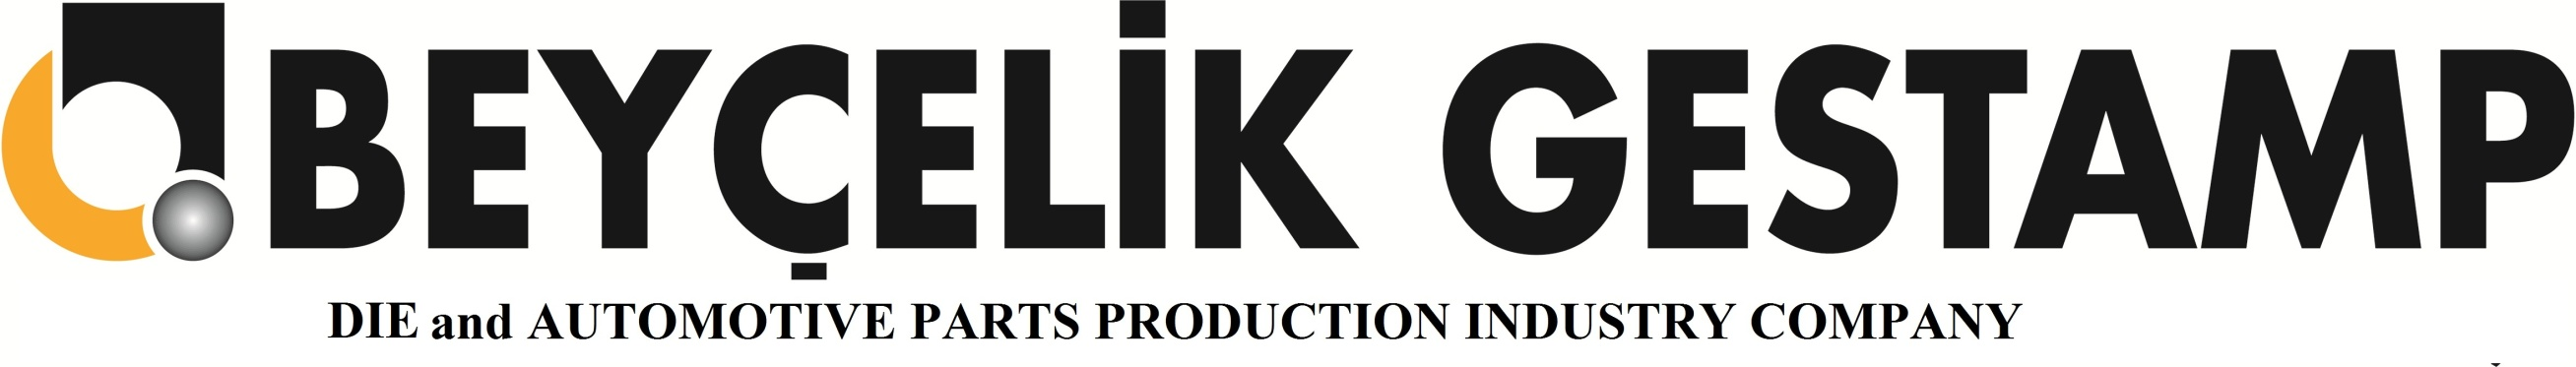 BEYÇELİK GESTAMP
DIE and AUTOMOTIVE PARTS PRODUCTION INDUSTRY COMPANY